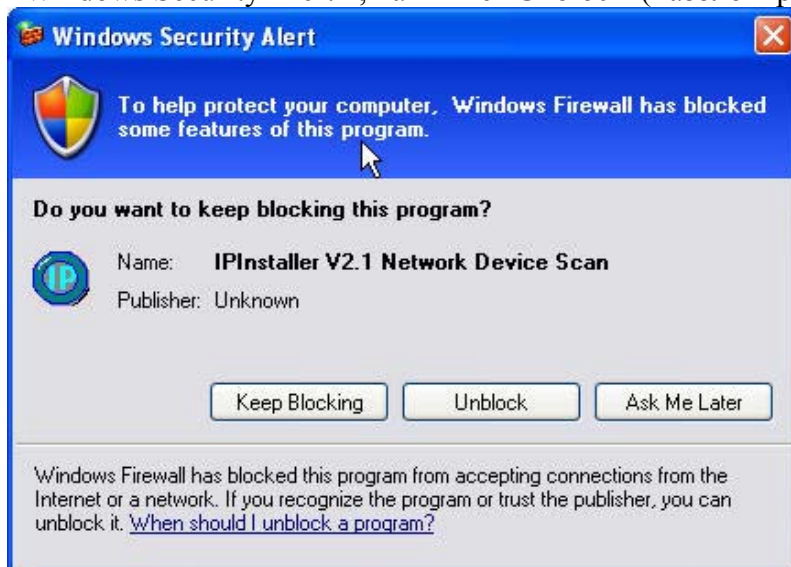 Windows Security Alert
To help protect your computer, Windows Firewall has blocked
some features of this program.
Do you want to keep blocking this program?
IP
Name: IPInstaller V2.1 Network Device Scan
Publisher: Unknown
Keep Blocking Unblock Ask Me Later
Windows Firewall has blocked this program from accepting connections from the
Internet or a network. If you recognize the program or trust the publisher, you can
unblock it. When should I unblock a program?